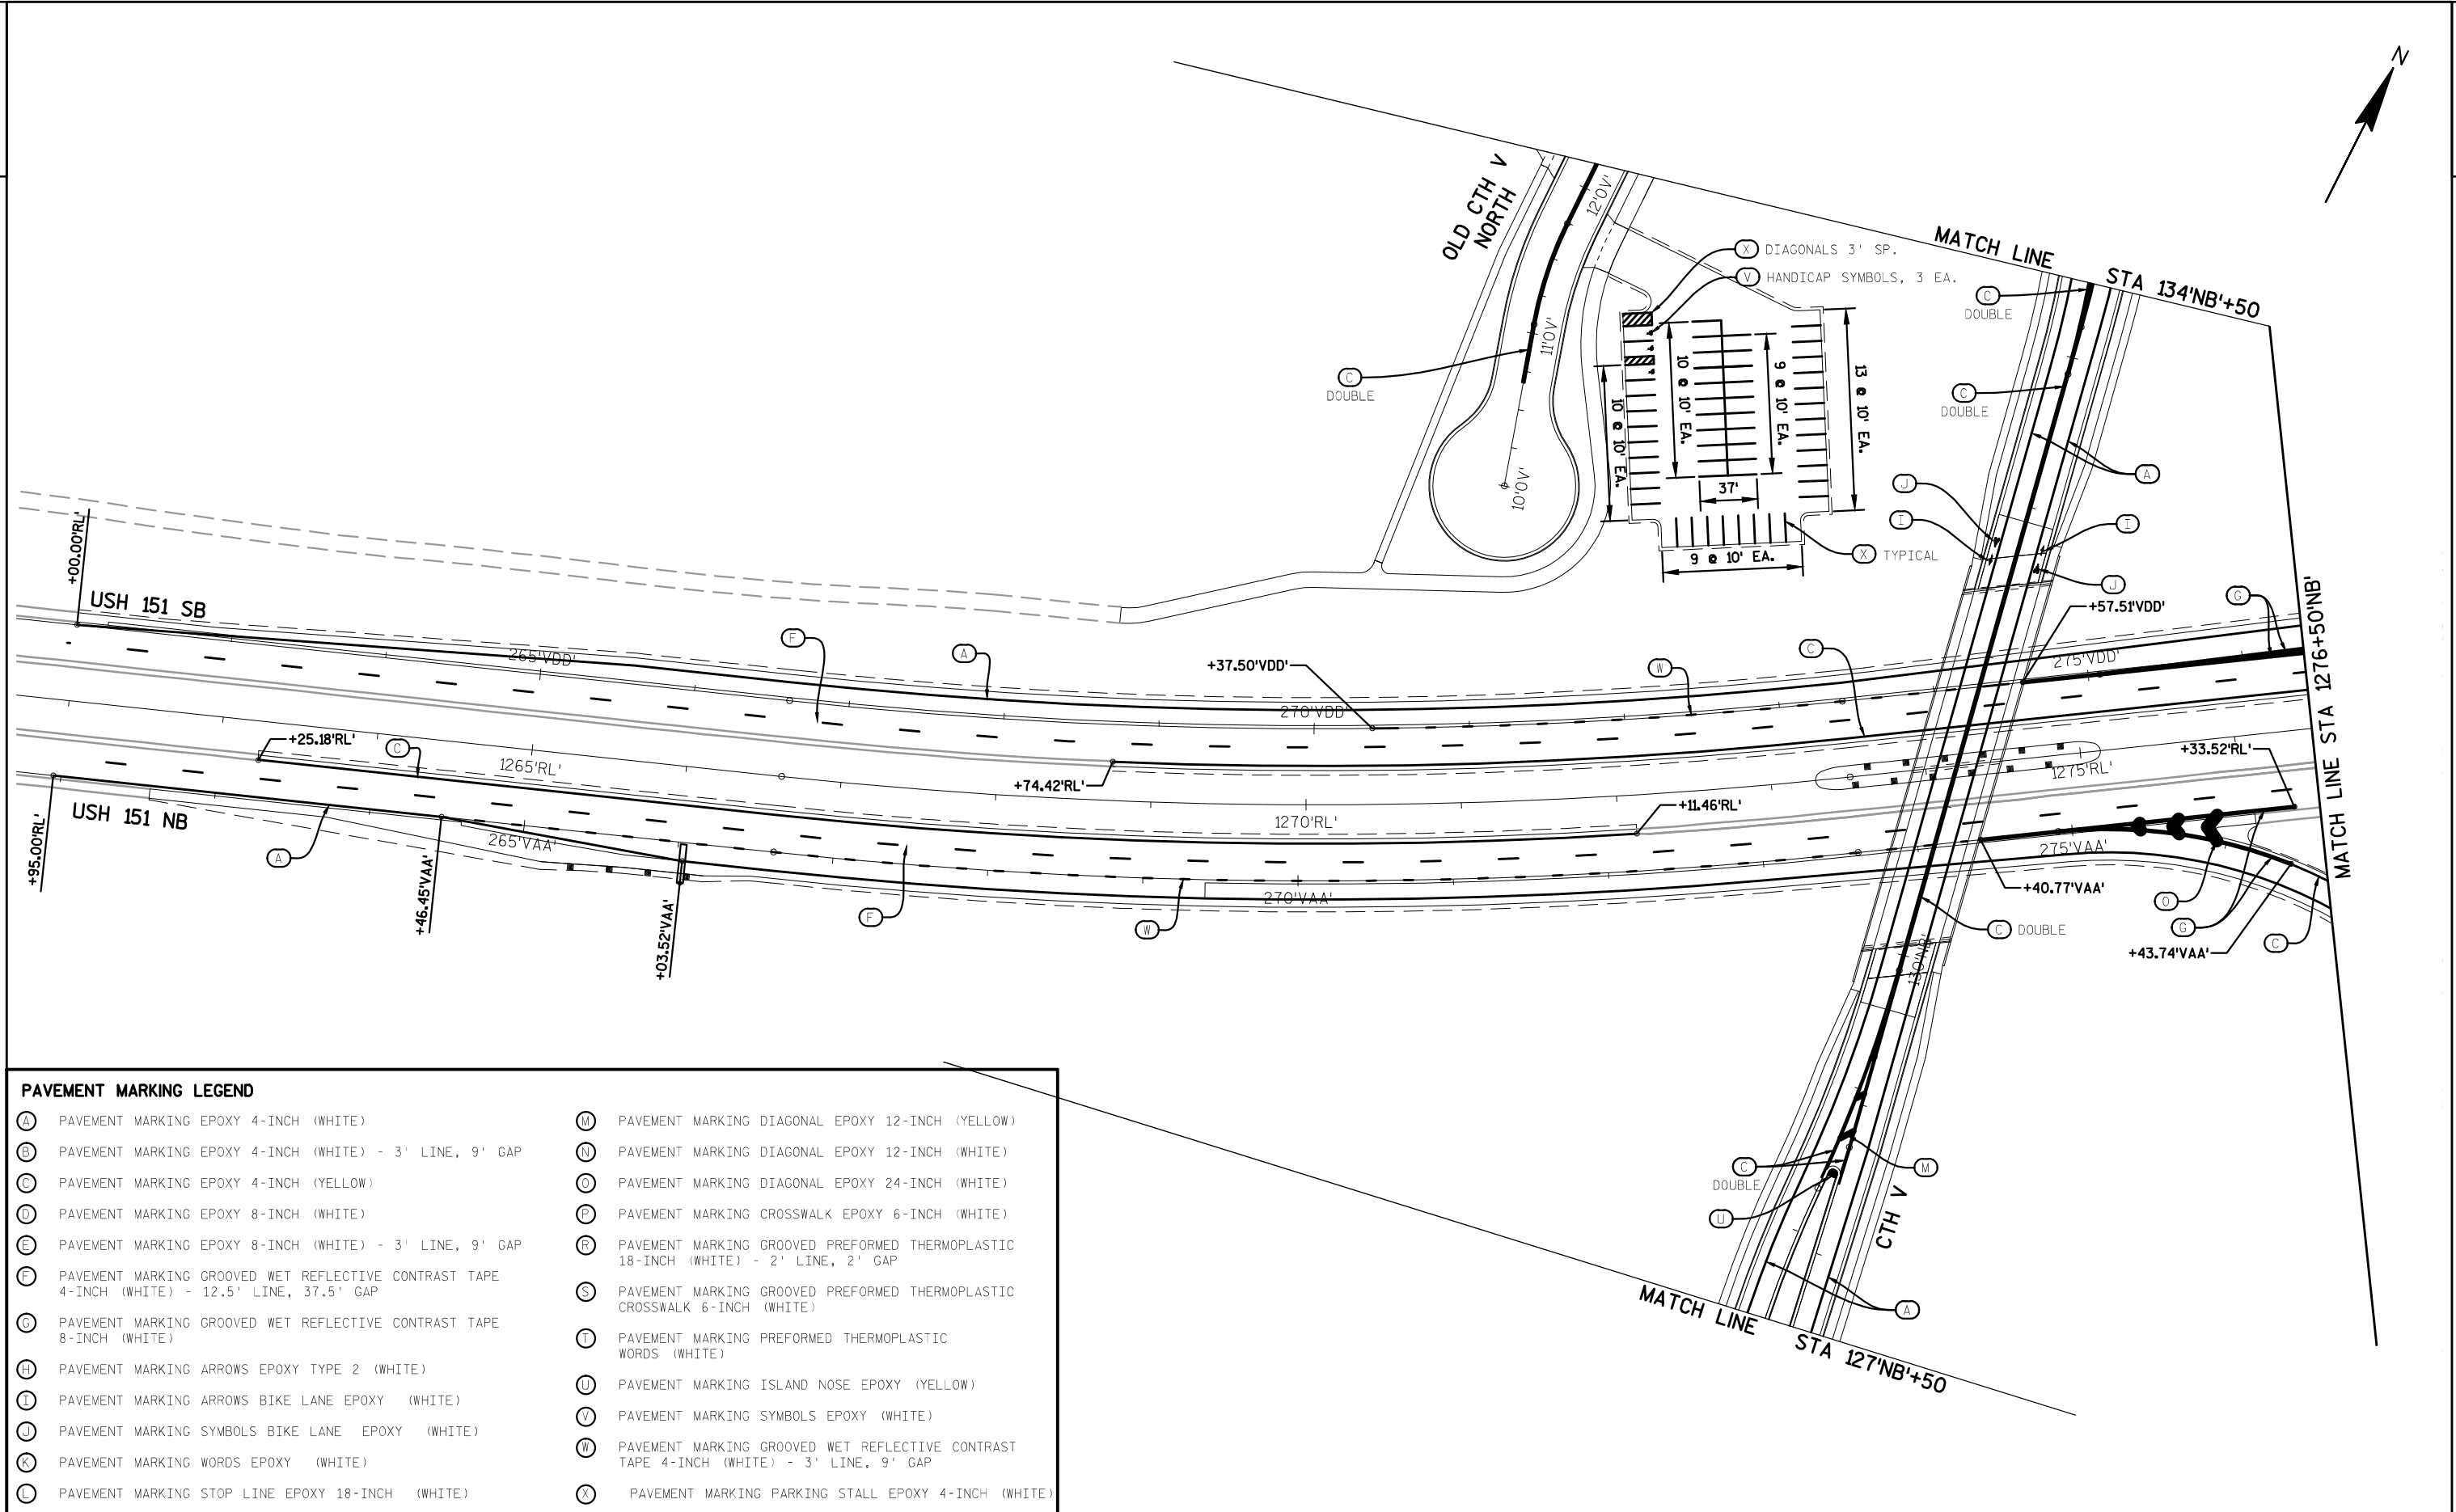 N
OLD CTH V
NORTH
12'0V'
11'0V'
10'0V'
X DIAGONALS 3' SP.
V HANDICAP SYMBOLS, 3 EA.
MATCH LINE
STA 134'NB'+50
C
DOUBLE
C
DOUBLE
C
DOUBLE
10 @ 10' EA.
10 @ 10' EA.
9 @ 10' EA.
13 @ 10' EA.
37'
9 @ 10' EA.
X TYPICAL
A
J
I
I
J
G
+57.51'VDD'
MATCH LINE STA 1276+50'NB'
+00.00'RL'
USH 151 SB
265'VDD'
F
A
+37.50'VDD'
270'VDD'
W
C
275'VDD'
+25.18'RL'
C
1265'RL'
+74.42'RL'
1270'RL'
+11.46'RL'
1275'RL'
+33.52'RL'
+95.00'RL'
USH 151 NB
A
265'VAA'
+46.45'VAA'
+03.52'VAA'
F
W
270'VAA'
275'VAA'
+40.77'VAA'
O
G
C
+43.74'VAA'
C DOUBLE
130'NB'
C
DOUBLE
M
U
CTH V
A
MATCH LINE
STA 127'NB'+50
PAVEMENT MARKING LEGEND
A PAVEMENT MARKING EPOXY 4-INCH (WHITE)
B PAVEMENT MARKING EPOXY 4-INCH (WHITE) - 3' LINE, 9' GAP
C PAVEMENT MARKING EPOXY 4-INCH (YELLOW)
D PAVEMENT MARKING EPOXY 8-INCH (WHITE)
E PAVEMENT MARKING EPOXY 8-INCH (WHITE) - 3' LINE, 9' GAP
F PAVEMENT MARKING GROOVED WET REFLECTIVE CONTRAST TAPE
4-INCH (WHITE) - 12.5' LINE, 37.5' GAP
G PAVEMENT MARKING GROOVED WET REFLECTIVE CONTRAST TAPE
8-INCH (WHITE)
H PAVEMENT MARKING ARROWS EPOXY TYPE 2 (WHITE)
I PAVEMENT MARKING ARROWS BIKE LANE EPOXY (WHITE)
J PAVEMENT MARKING SYMBOLS BIKE LANE EPOXY (WHITE)
K PAVEMENT MARKING WORDS EPOXY (WHITE)
L PAVEMENT MARKING STOP LINE EPOXY 18-INCH (WHITE)
M PAVEMENT MARKING DIAGONAL EPOXY 12-INCH (YELLOW)
N PAVEMENT MARKING DIAGONAL EPOXY 12-INCH (WHITE)
O PAVEMENT MARKING DIAGONAL EPOXY 24-INCH (WHITE)
P PAVEMENT MARKING CROSSWALK EPOXY 6-INCH (WHITE)
R PAVEMENT MARKING GROOVED PREFORMED THERMOPLASTIC
18-INCH (WHITE) - 2' LINE, 2' GAP
S PAVEMENT MARKING GROOVED PREFORMED THERMOPLASTIC
CROSSWALK 6-INCH (WHITE)
T PAVEMENT MARKING PREFORMED THERMOPLASTIC
WORDS (WHITE)
U PAVEMENT MARKING ISLAND NOSE EPOXY (YELLOW)
V PAVEMENT MARKING SYMBOLS EPOXY (WHITE)
W PAVEMENT MARKING GROOVED WET REFLECTIVE CONTRAST
TAPE 4-INCH (WHITE) - 3' LINE, 9' GAP
X PAVEMENT MARKING PARKING STALL EPOXY 4-INCH (WHITE)